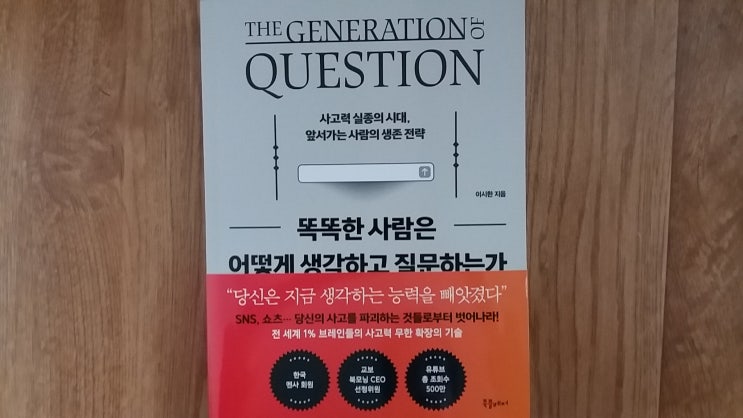 THE GENERATION OF
QUESTION
사고력 실종의 시대,
앞서가는 사람의 생존 전략
이시한 지음
똑똑한 사람은
어떻게 생각하고 질문하는가
“당신은 지금 생각하는 능력을 빼앗겼다”
SNS, 쇼츠… 당신의 사고를 파괴하는 것들로부터 벗어나라!
전 세계 1% 브레인들의 사고력 무한 확장의 기술
한국
멘사 회원
교보
북모닝 CEO
선정위원
유튜브
총 조회수
500만
북플레저